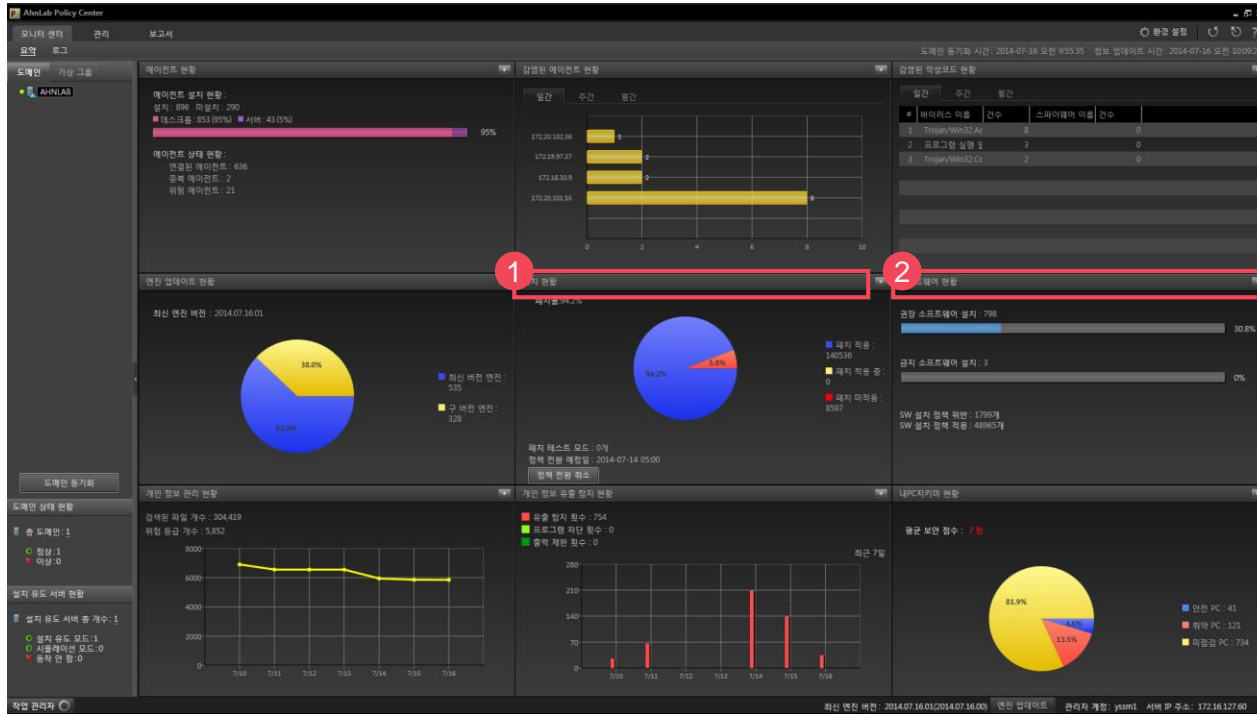 AhnLab Policy Center
모니터 센터 관리 보고서
환경 설정
요약 로그
도메인 동기화 시간: 2014-07-16 오전 9:55:35 정보 업데이트 시간: 2014-07-16 오전 10:09:2
도메인 가상 그룹
AHNLAB
에이전트 현황
에이전트 설치 현황:
설치: 896 미설치: 290
데스크톱: 853(95%) 서버: 43(5%)
95%
에이전트 상태 현황:
연결된 에이전트: 636
중복 에이전트: 2
위험 에이전트: 21
감염된 에이전트 현황
일간 주간 월간
172.20.102.36 1
172.19.97.37 2
172.18.30.9 2
172.20.101.55 8
0 2 4 6 8 10
감염된 악성코드 현황
일간 주간 월간
# 바이러스 이름 건수 스파이웨어 이름 건수
1 Trojan/Win32.Ac 8 0
2 프로그램 실행 3 0
3 Trojan/Win32.Cc 2 0
엔진 업데이트 현황
최신 엔진 버전 : 2014.07.16.01
38.0%
62.0%
최신 버전 엔진 :
535
구 버전 엔진 :
328
1
지 현황
패치율:94.2%
94.2%
5.8%
패치 적용 :
140536
패치 적용 중 :
0
패치 미적용 :
8597
패치 테스트 모드 : 0개
정책 전환 예정일 : 2014-07-14 05:00
정책 전환 취소
2
트웨어 현황
권장 소프트웨어 설치 : 798
30.8%
금지 소프트웨어 설치 : 3
0%
SW 설치 정책 위반 : 1799개
SW 설치 정책 적용 : 48965개
도메인 동기화
도메인 상태 현황
총 도메인: 1
정상:1
이상:0
설치 유도 서버 현황
설치 유도 서버 총 개수: 1
설치 유도 모드:1
시뮬레이션 모드:0
동작 안 함:0
개인 정보 관리 현황
검색된 파일 개수 : 304,419
위험 등급 개수 : 5,852
8000
6000
4000
2000
0
7/10 7/11 7/12 7/13 7/14 7/15 7/16
개인 정보 유출 탐지 현황
유출 탐지 횟수 : 754
프로그램 차단 횟수 : 0
출력 제한 횟수 : 0
최근 7일
280
210
140
70
0
7/10 7/11 7/12 7/13 7/14 7/15 7/16
내PC지키미 현황
평균 보안 점수 : 7 점
81.9%
4.6%
13.5%
안전 PC : 41
취약 PC : 121
미점검 PC : 734
작업 관리자
최신 엔진 버전: 2014.07.16.01(2014.07.16.00) 엔진 업데이트 관리자 계정: yssm1 서버 IP 주소: 172.16.127.60